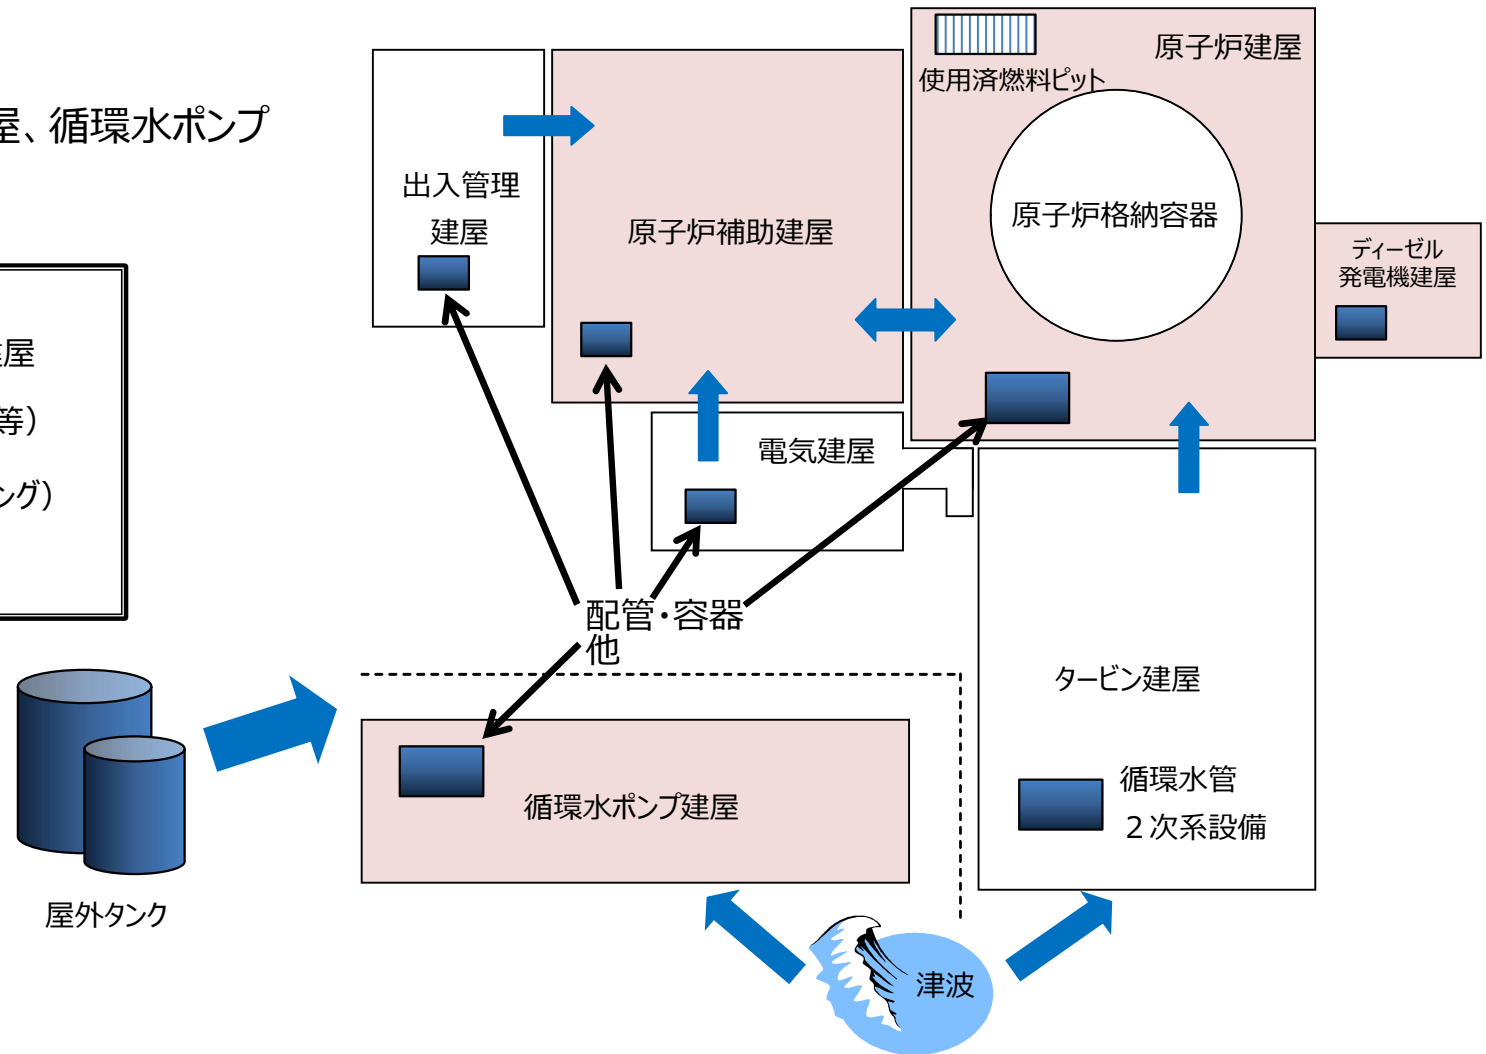 屋、循環水ポンプ
建屋
等）
ング）
屋外タンク
出入管理
建屋
原子炉補助建屋
使用済燃料ピット
原子炉建屋
原子炉格納容器
ディーゼル
発電機建屋
電気建屋
配管・容器
他
タービン建屋
循環水管
２次系設備
循環水ポンプ建屋
津波